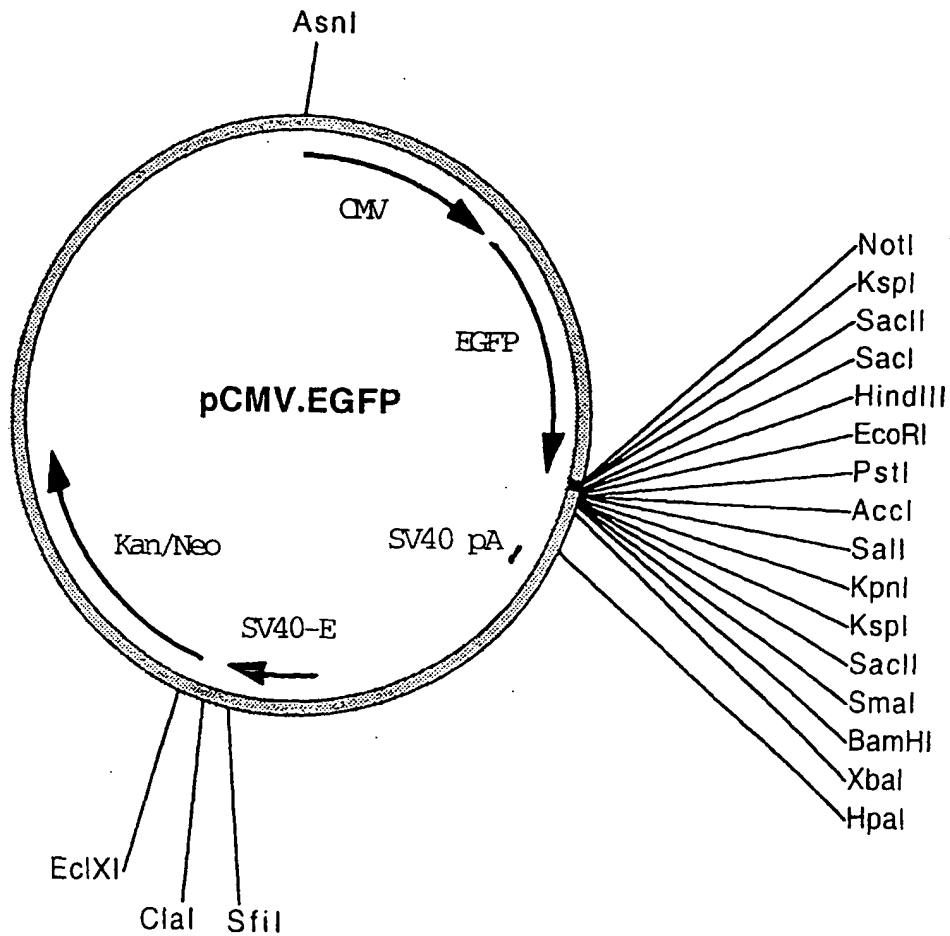 AsnI
CMV
EGFP
pCMV.EGFP
Kan/Neo
SV40 pA
SV40-E
NotI
KspI
SacII
SacI
HindIII
EcoRI
PstI
AccI
SalI
KpnI
KspI
SacII
SmaI
BamHI
XbaI
HpaI
EclXI
ClaI
SfiI